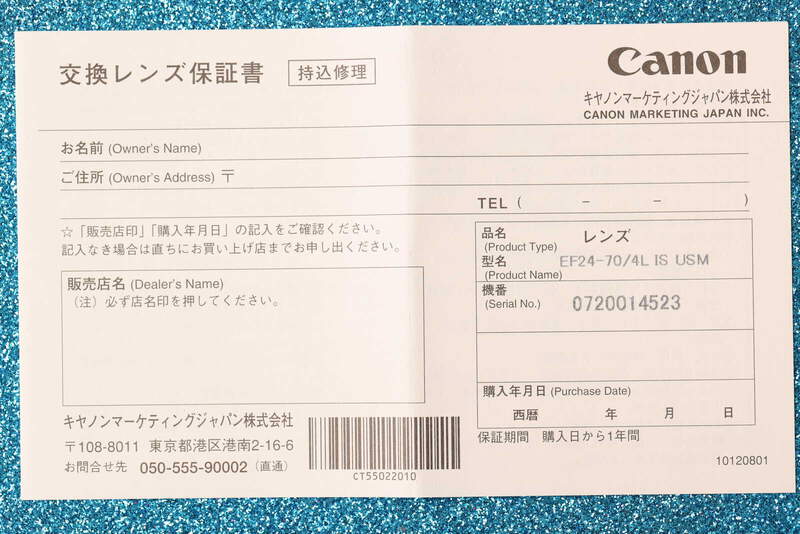 交換レンズ保証書 持込修理
Canon
キヤノンマーケティングジャパン株式会社
CANON MARKETING JAPAN INC.
お名前 (Owner's Name)
ご住所 (Owner's Address) 〒
TEL ( － － )
☆「販売店印」「購入年月日」の記入をご確認ください。
記入なき場合は直ちにお買い上げ店までお申し出ください。
販売店名 (Dealer's Name)
（注）必ず店名印を押してください。
品名 レンズ
(Product Type)
型名 EF24-70/4L IS USM
(Product Name)
機番
(Serial No.) 0720014523
購入年月日 (Purchase Date)
西暦 年 月 日
保証期間 購入日から1年間
キヤノンマーケティングジャパン株式会社
〒108-8011 東京都港区港南2-16-6
お問合せ先 050-555-90002（直通）
CT55022010
10120801